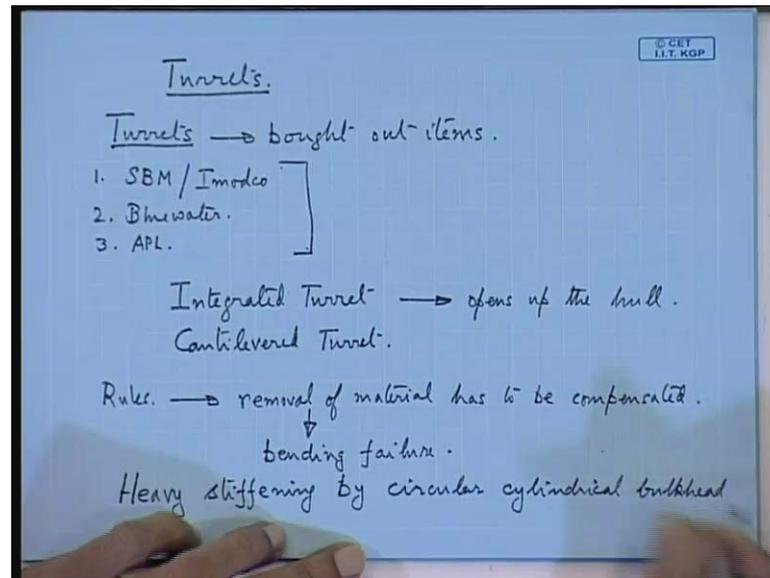 © CET
I.I.T. KGP
Turrets.
Turrets → bought out items.
1. SBM / Imodco
2. Bluewater.
3. APL.
Integrated Turret → opens up the hull.
Cantilevered Turret.
Rules. → removal of material has to be compensated.
↓
bending failure.
Heavy stiffening by circular cylindrical bulkhead